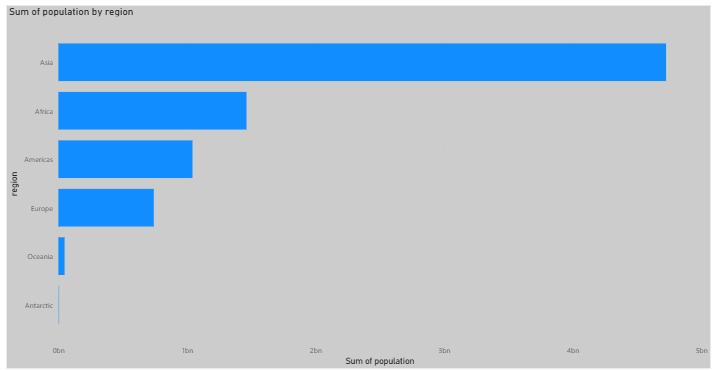 Sum of population by region
region
Asia
Africa
Americas
Europe
Oceania
Antarctic
0bn 1bn 2bn 3bn 4bn 5bn
Sum of population